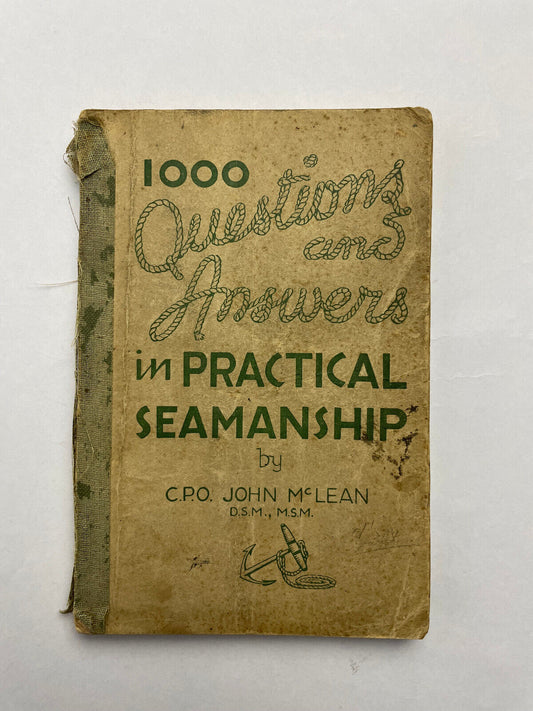 1000
Questions
and
Answers
in PRACTICAL
SEAMANSHIP
by
C.P.O. JOHN McLEAN
D.S.M., M.S.M.